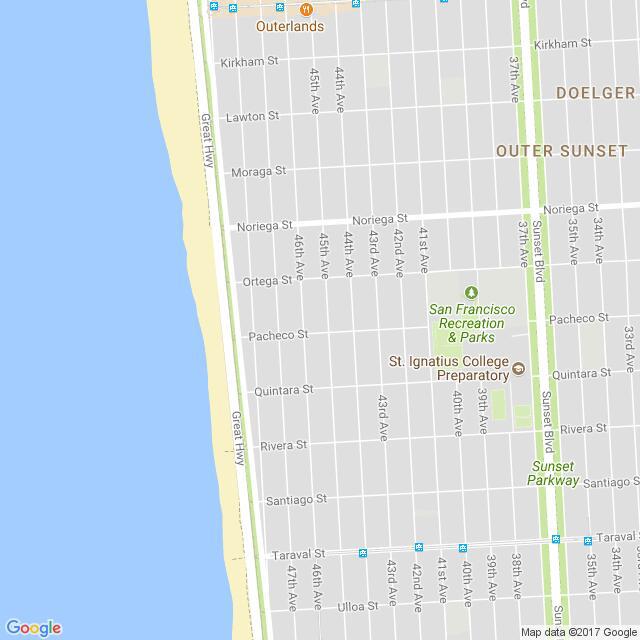 Outerlands
Kirkham St
Kirkham St
45th Ave
44th Ave
37th Ave
DOELGER
Lawton St
Great Hwy
OUTER SUNSET
Moraga St
Noriega St
Noriega St
Noriega St
46th Ave
45th Ave
44th Ave
43rd Ave
42nd Ave
41st Ave
37th Ave
Sunset Blvd
35th Ave
34th Ave
Ortega St
San Francisco
Recreation
& Parks
Pacheco St
Pacheco St
33rd Ave
St. Ignatius College
Preparatory
Quintara St
Quintara St
43rd Ave
40th Ave
39th Ave
Sunset Blvd
Great Hwy
Rivera St
Rivera St
Sunset
Parkway
Santiago St
Santiago St
Taraval St
Taraval S
47th Ave
46th Ave
43rd Ave
42nd Ave
41st Ave
40th Ave
39th Ave
38th Ave
35th Ave
34th Ave
Ulloa St
Google
Map data ©2017 Google